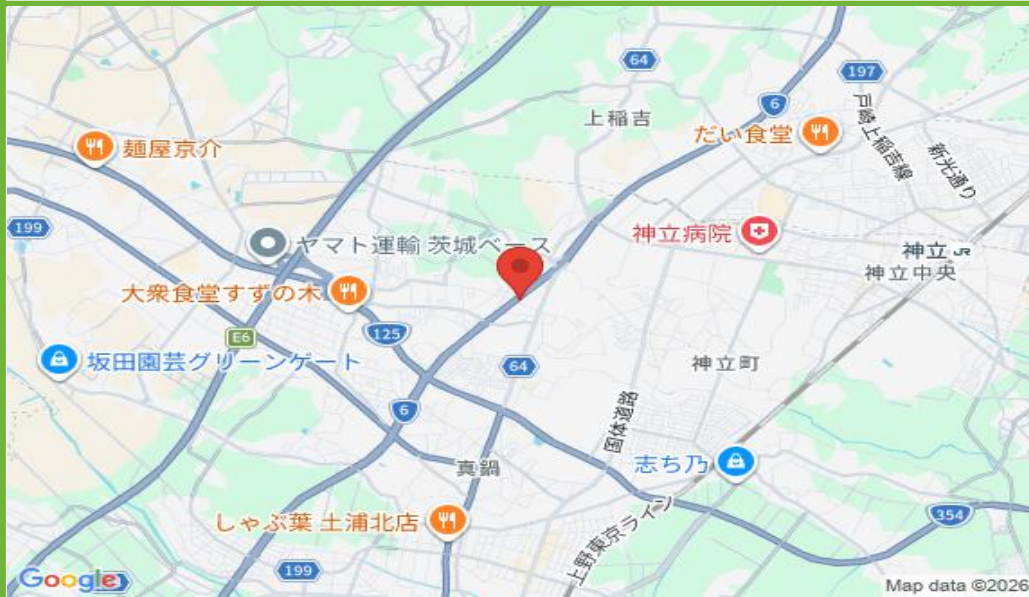 64
197
6
上稲吉
だい食堂
戸崎上稲吉線
新光通り
麺屋京介
199
ヤマト運輸 茨城ベース
神立病院
神立
神立中央
大衆食堂すずの木
125
E6
坂田園芸グリーンゲート
64
神立町
6
国体道路
真鍋
志ち乃
しゃぶ葉 土浦北店
354
上野東京ライン
199
Google
Map data ©2026